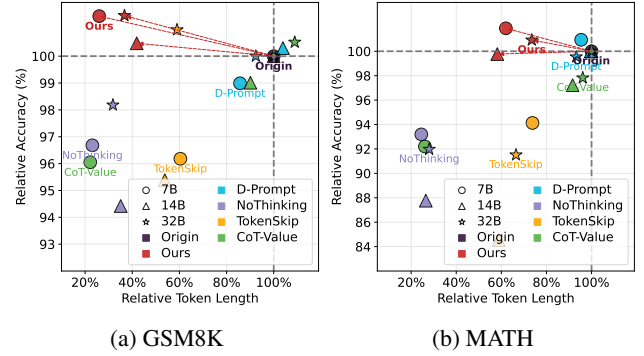 (a)
Relative Accuracy (%)
101
100
99
98
97
96
95
94
93
Ours
Origin
D-Prompt
NoThinking
CoT-Value
TokenSkip
7B
14B
32B
Origin
Ours
D-Prompt
NoThinking
TokenSkip
CoT-Value
20% 40% 60% 80% 100%
Relative Token Length
(a) GSM8K
(b)
Relative Accuracy (%)
102
100
98
96
94
92
90
88
86
84
Ours
Origin
D-Prompt
CoT-Value
NoThinking
TokenSkip
7B
14B
32B
Origin
Ours
D-Prompt
NoThinking
TokenSkip
CoT-Value
20% 40% 60% 80% 100%
Relative Token Length
(b) MATH